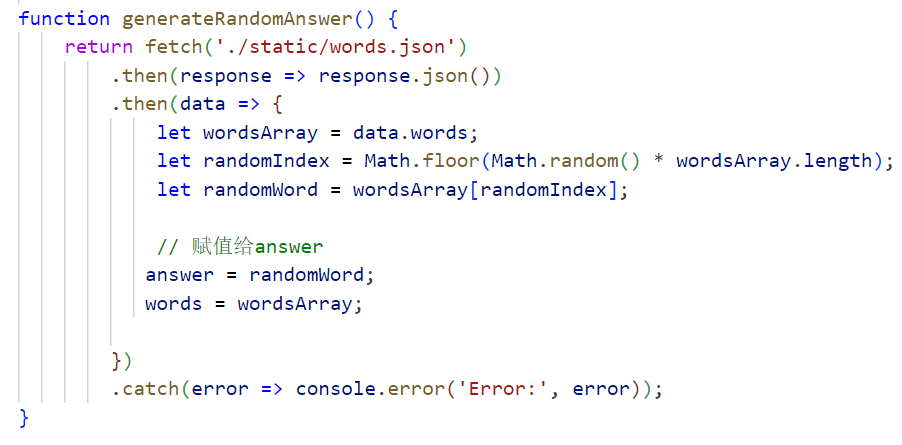 function generateRandomAnswer() {
return fetch('./static/words.json')
.then(response => response.json())
.then(data => {
let wordsArray = data.words;
let randomIndex = Math.floor(Math.random() * wordsArray.length);
let randomWord = wordsArray[randomIndex];
// 赋值给answer
answer = randomWord;
words = wordsArray;
})
.catch(error => console.error('Error:', error));
}